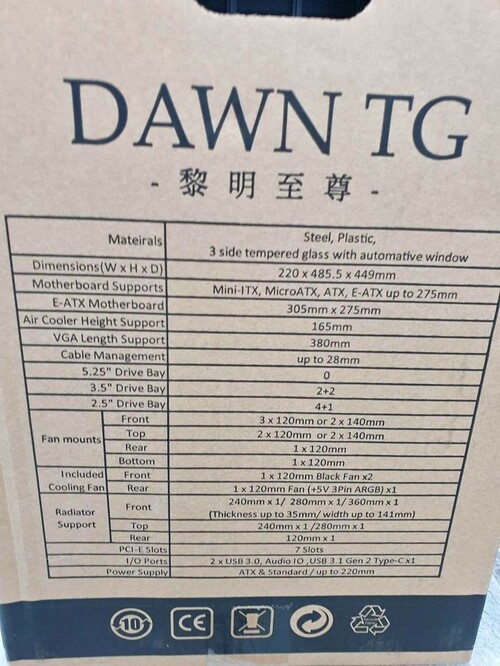 DAWN TG
- 黎明至尊 -
Mateirals Steel, Plastic,
3 side tempered glass with automative window
Dimensions(W x H x D) 220 x 485.5 x 449mm
Motherboard Supports Mini-ITX, MicroATX, ATX, E-ATX up to 275mm
E-ATX Motherboard 305mm x 275mm
Air Cooler Height Support 165mm
VGA Length Support 380mm
Cable Management up to 28mm
5.25" Drive Bay 0
3.5" Drive Bay 2+2
2.5" Drive Bay 4+1
Fan mounts Front 3 x 120mm or 2 x 140mm
Top 2 x 120mm or 2 x 140mm
Rear 1 x 120mm
Bottom 1 x 120mm
Included Cooling Fan Front 1 x 120mm Black Fan x2
Rear 1 x 120mm Fan (+5V 3Pin ARGB) x1
Radiator Support Front 240mm x 1/ 280mm x 1/ 360mm x 1
(Thickness up to 35mm/ width up to 141mm)
Top 240mm x 1 /280mm x 1
Rear 120mm x 1
PCI-E Slots 7 Slots
I/O Ports 2 x USB 3.0, Audio IO ,USB 3.1 Gen 2 Type-C x1
Power Supply ATX & Standard / up to 220mm
10 CE